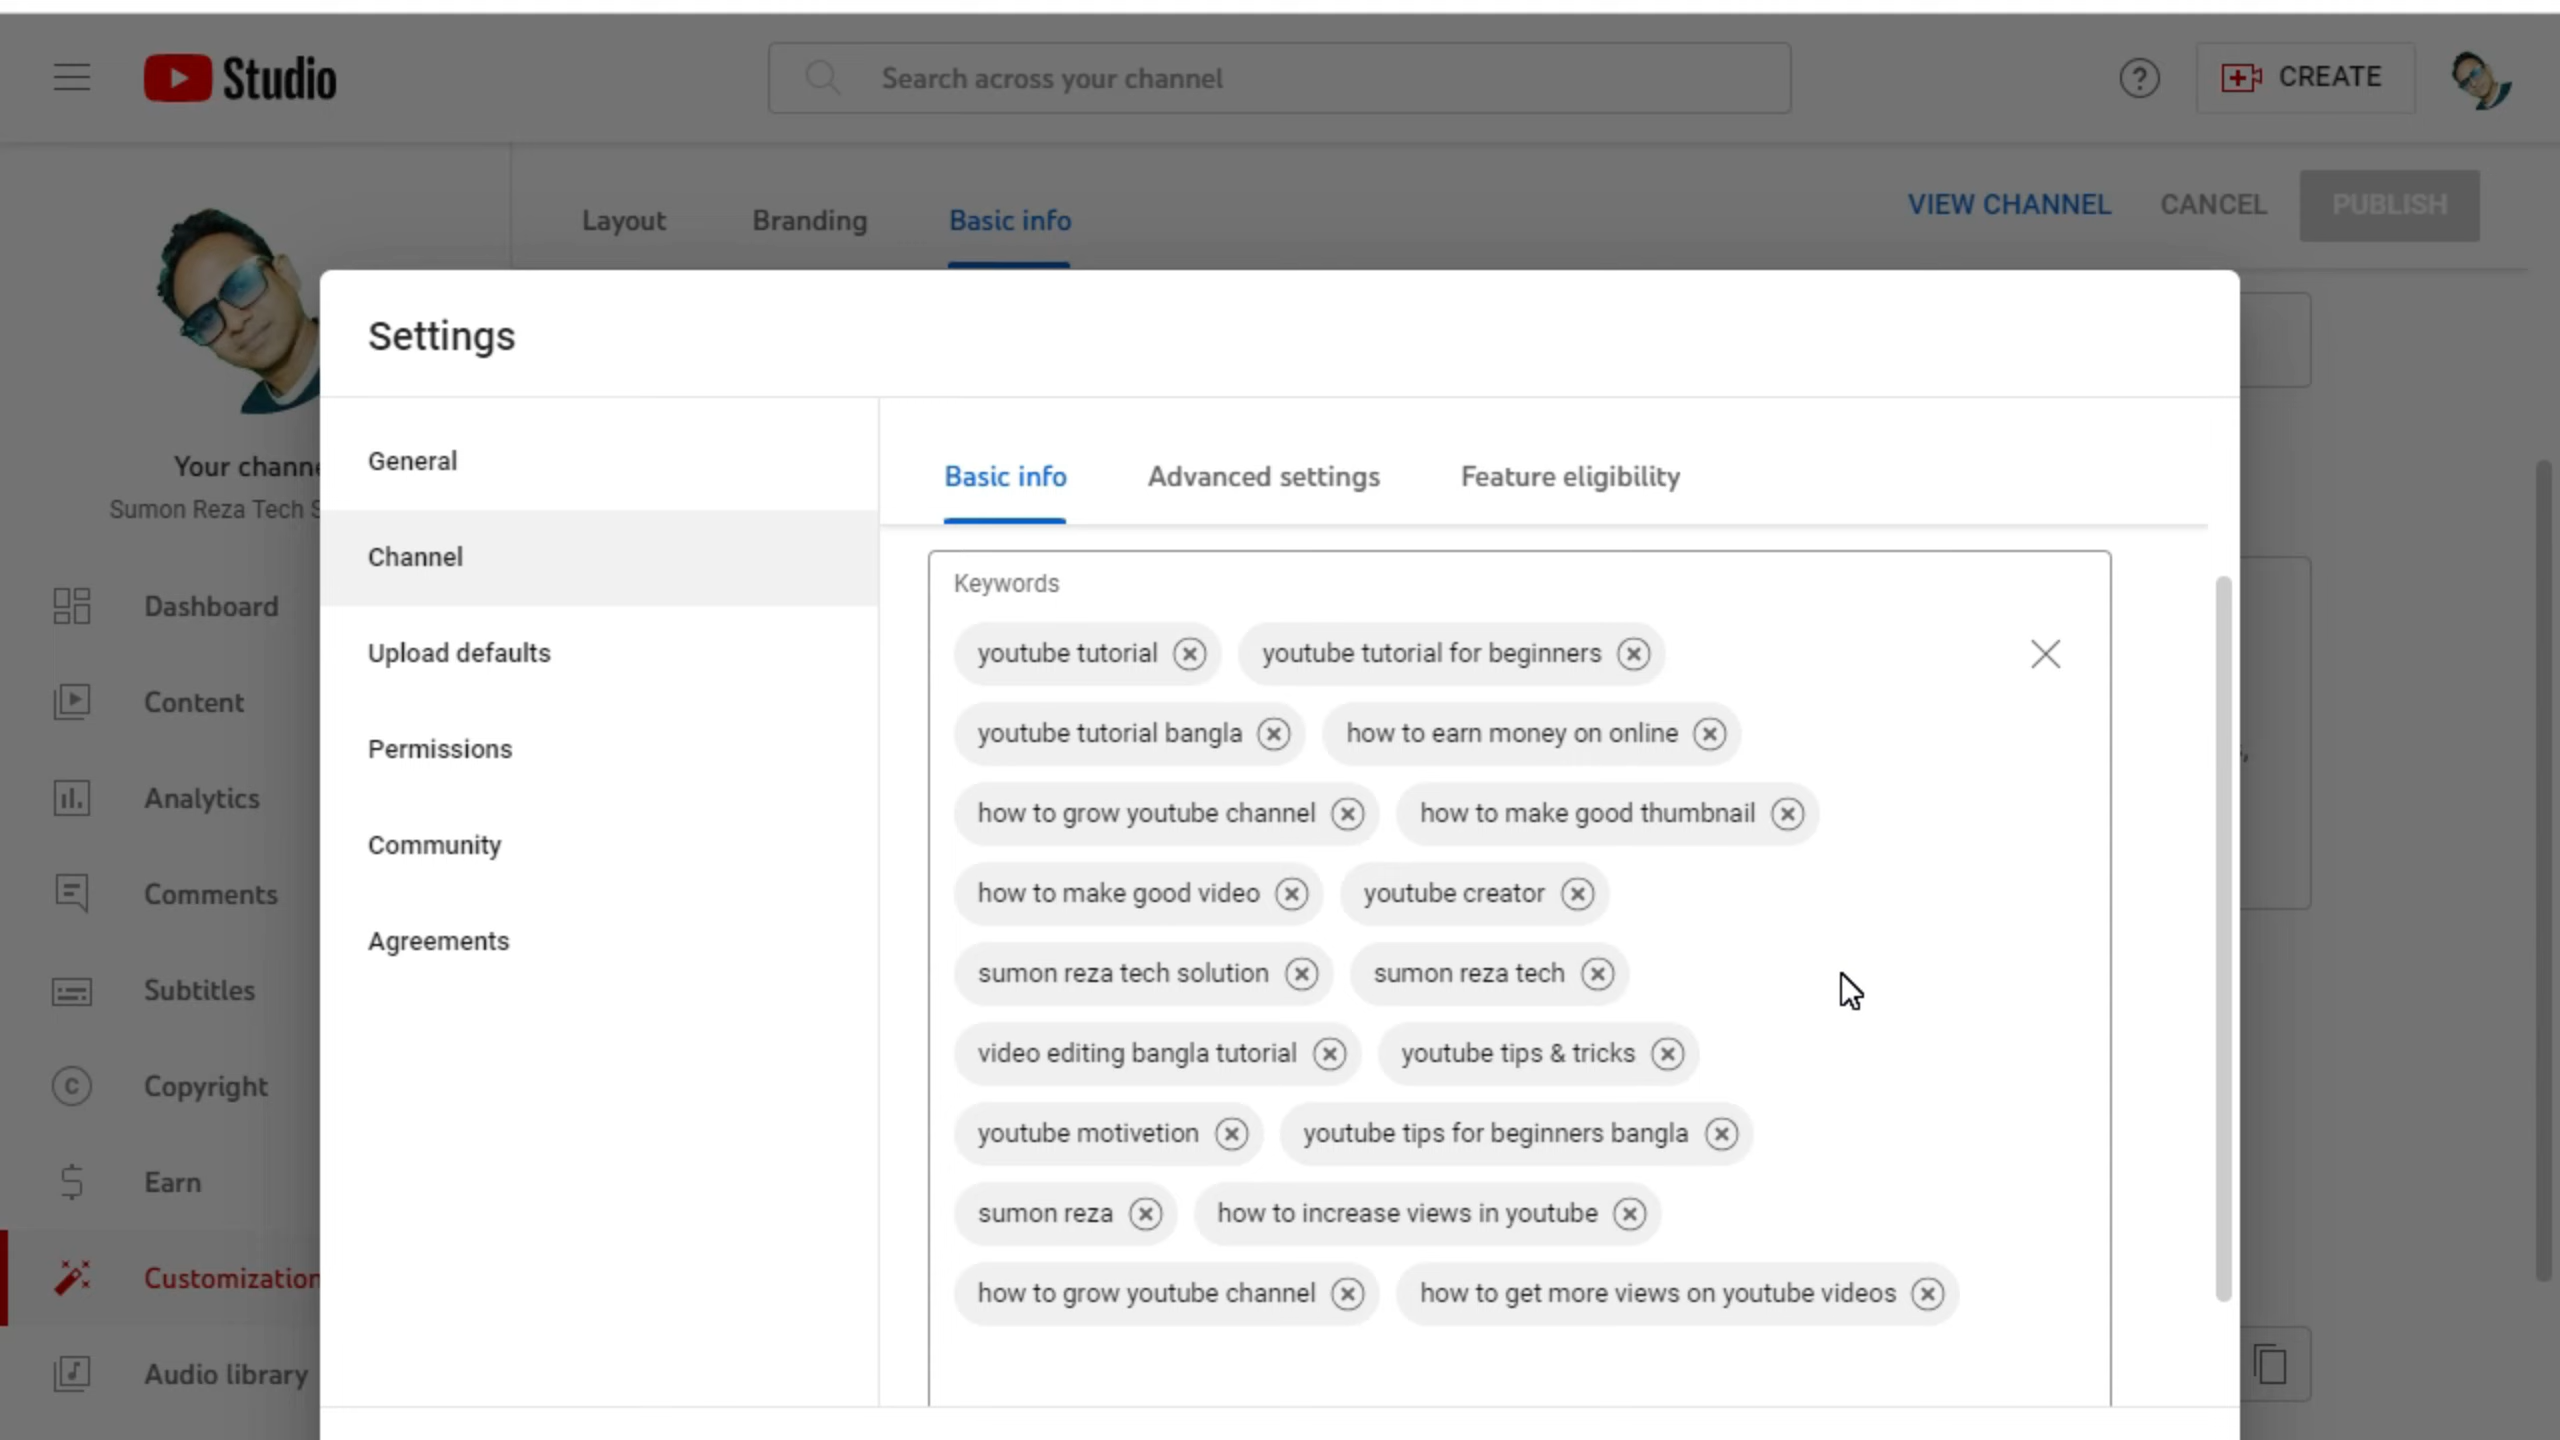 Studio
Search across your channel
CREATE
Layout Branding Basic info
VIEW CHANNEL CANCEL PUBLISH
Settings
Your channe
Sumon Reza Tech S
Dashboard
Content
Analytics
Comments
Subtitles
Copyright
Earn
Customization
Audio library
General
Channel
Upload defaults
Permissions
Community
Agreements
Basic info Advanced settings Feature eligibility
Keywords
youtube tutorial youtube tutorial for beginners
youtube tutorial bangla how to earn money on online
how to grow youtube channel how to make good thumbnail
how to make good video youtube creator
sumon reza tech solution sumon reza tech
video editing bangla tutorial youtube tips & tricks
youtube motivetion youtube tips for beginners bangla
sumon reza how to increase views in youtube
how to grow youtube channel how to get more views on youtube videos